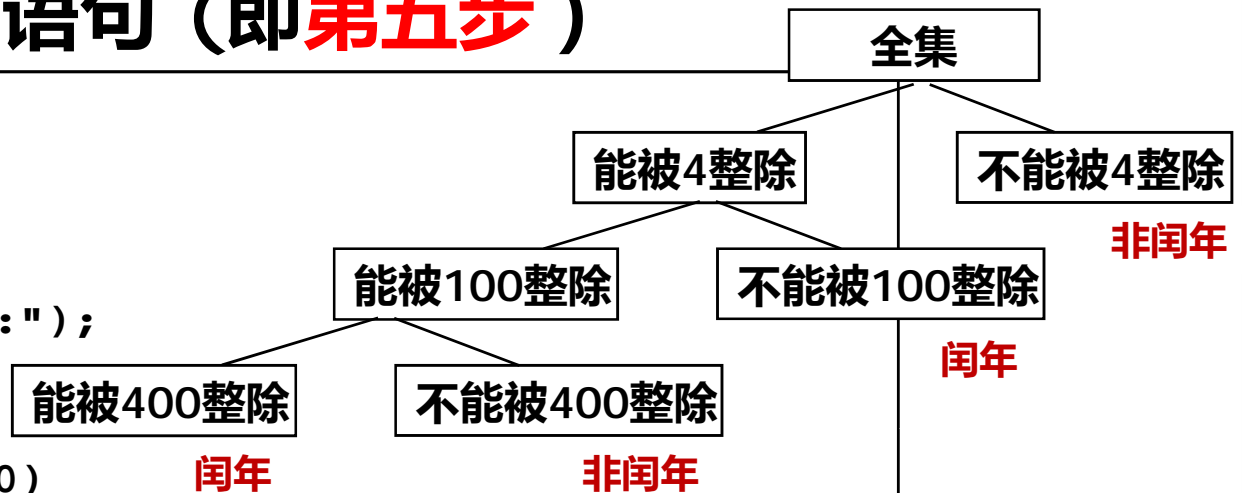 语句（即第五步）
全集
能被4整除
不能被4整除
非闰年
能被100整除
不能被100整除
:");
闰年
能被400整除
不能被400整除
闰年
非闰年
0)